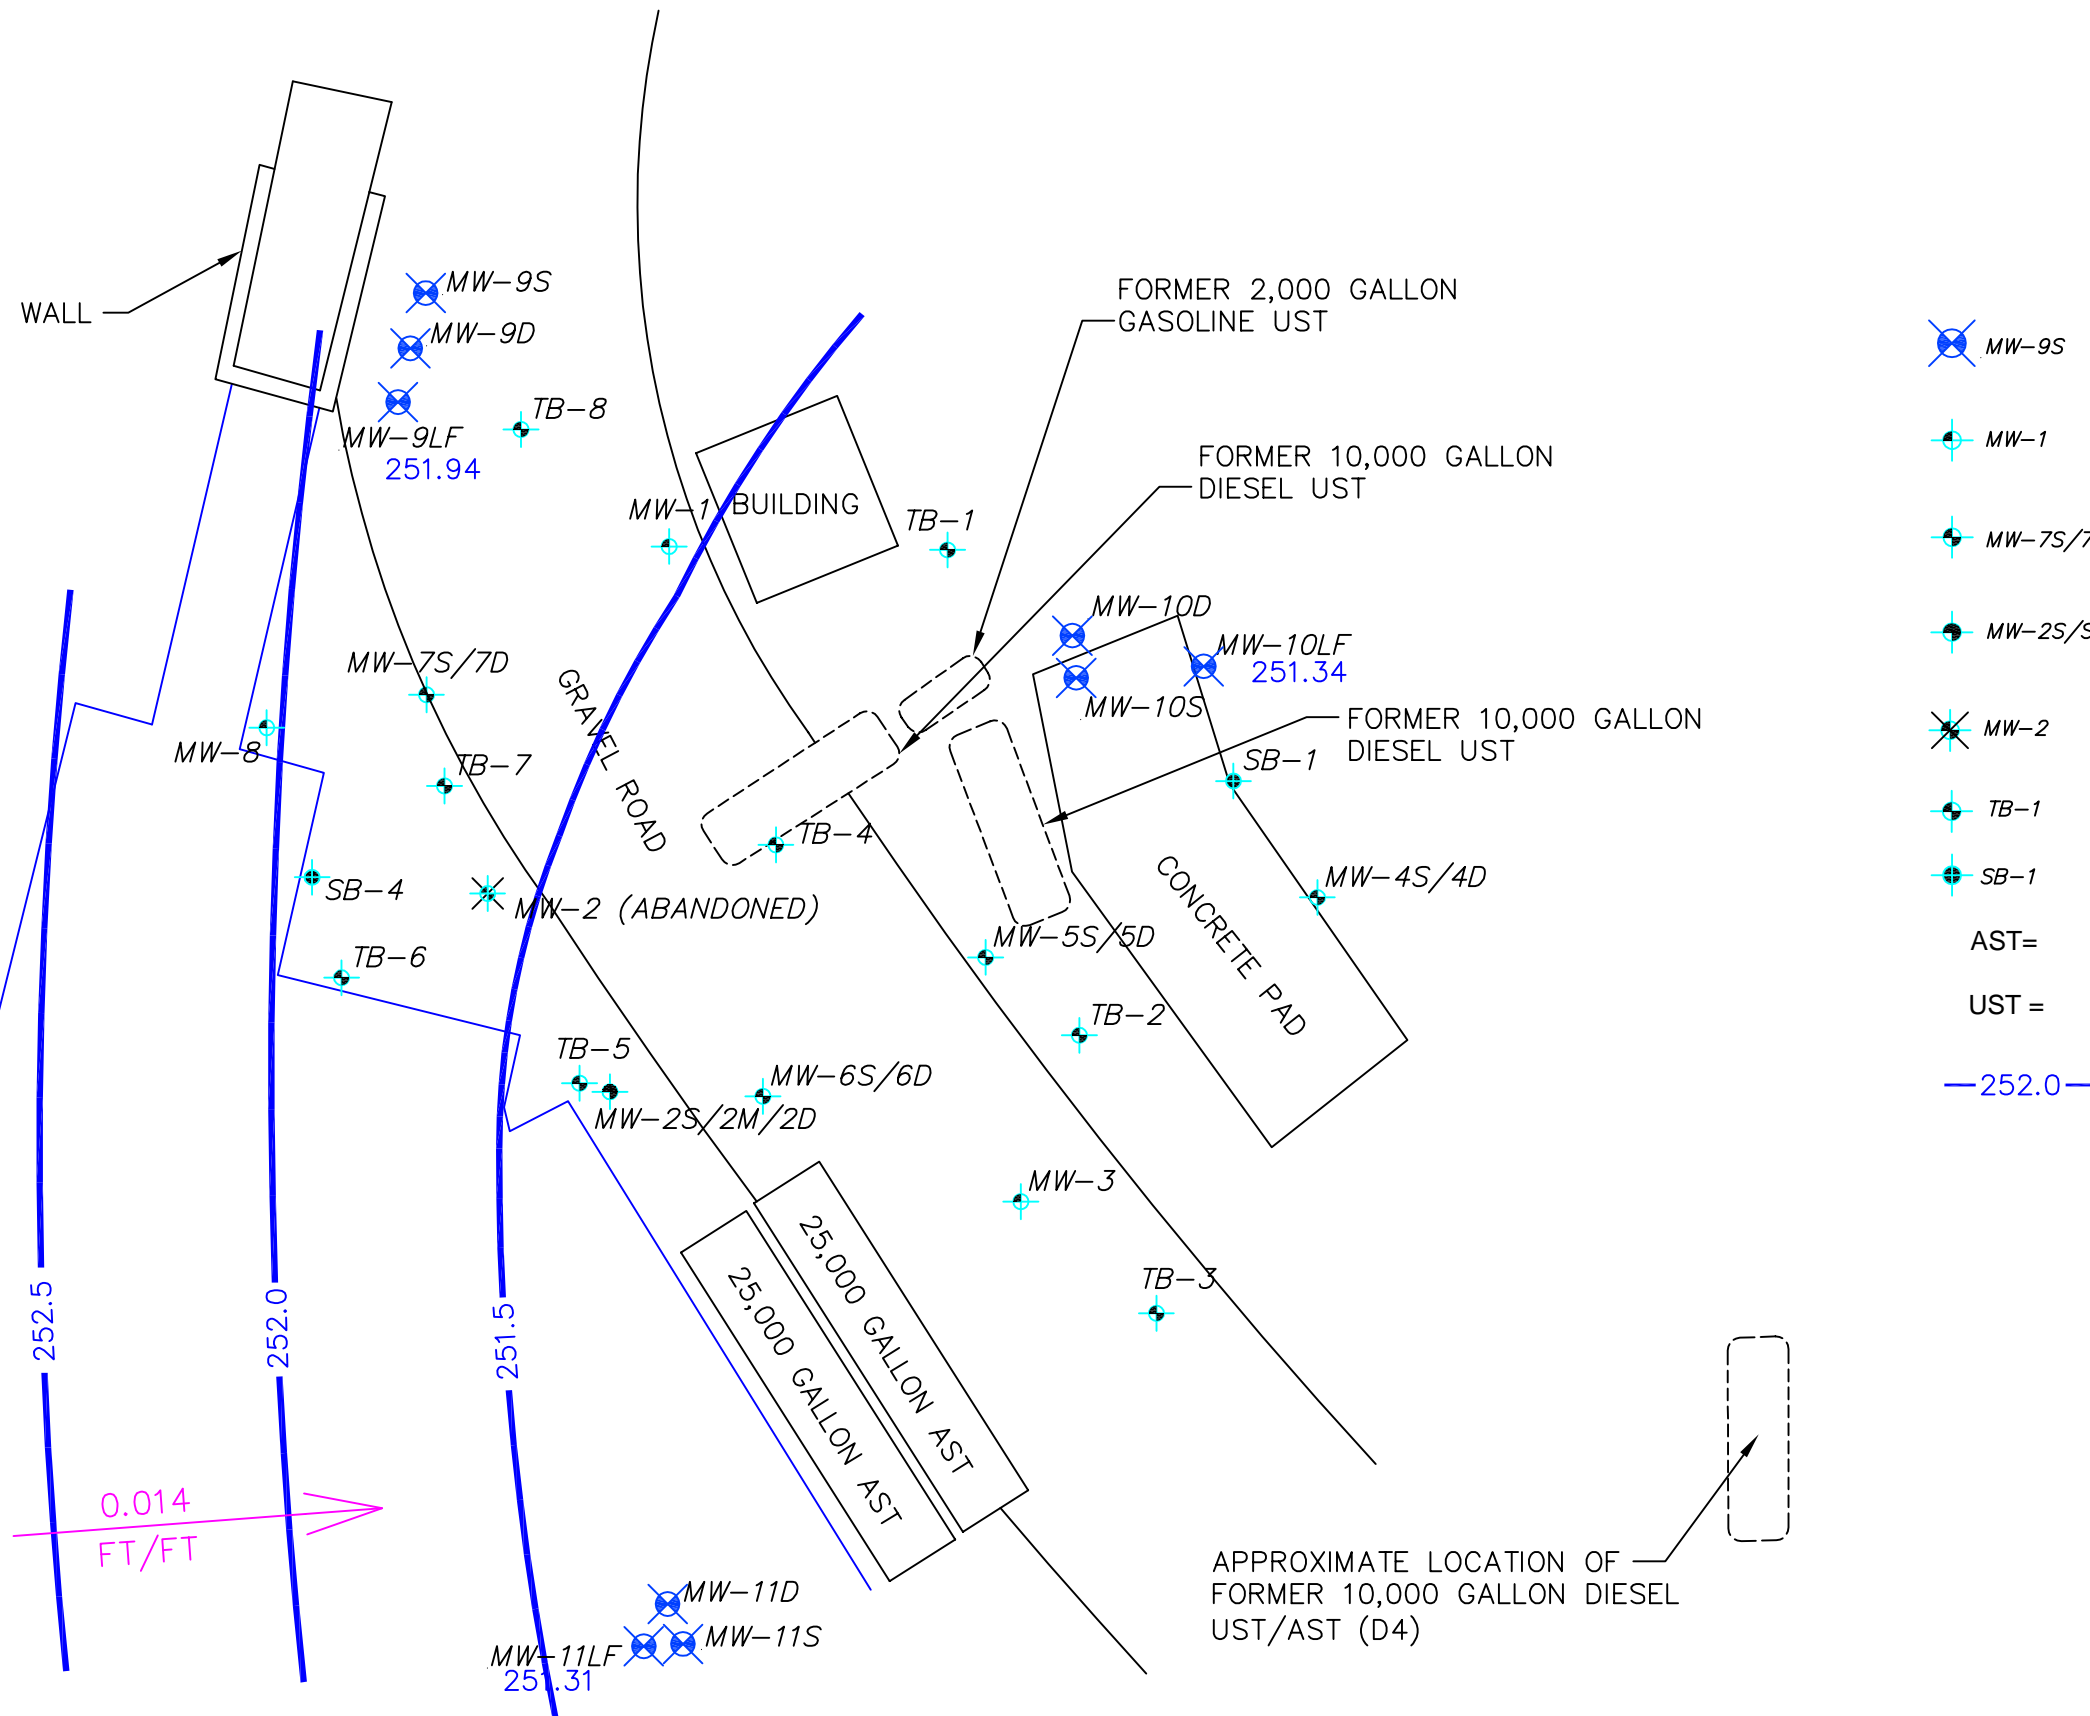 MW-9S
WALL
MW-9D
FORMER 2,000 GALLON
GASOLINE UST
MW-9S
TB-8
MW-9LF
251.94
MW-1
FORMER 10,000 GALLON
DIESEL UST
MW-1
BUILDING
TB-1
MW-7S/7
MW-10D
MW-10LF
251.34
MW-2S/S
MW-7S/7D
GRAVEL ROAD
MW-10S
FORMER 10,000 GALLON
DIESEL UST
MW-2
MW-8
TB-7
SB-1
TB-1
TB-4
SB-4
MW-2 (ABANDONED)
MW-4S/4D
SB-1
CONCRETE PAD
MW-5S/5D
AST=
TB-6
UST =
TB-2
TB-5
MW-6S/6D
252.0
MW-2S/2M/2D
MW-3
TB-3
252.5
252.0
251.5
25,000 GALLON AST
25,000 GALLON AST
0.014
FT/FT
APPROXIMATE LOCATION OF
FORMER 10,000 GALLON DIESEL
UST/AST (D4)
MW-11D
MW-11S
MW-11LF
251.31